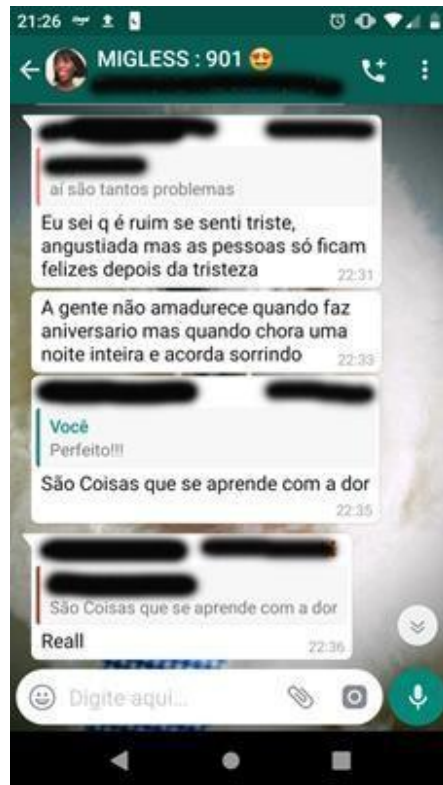 21:26
MIGLESS : 901 😍
aí são tantos problemas
Eu sei q é ruim se senti triste,
angustiada mas as pessoas só ficam
felizes depois da tristeza
22:31
A gente não amadurece quando faz
aniversario mas quando chora uma
noite inteira e acorda sorrindo
22:33
Você
Perfeito!!!
São Coisas que se aprende com a dor
22:35
São Coisas que se aprende com a dor
Reall
22:36
Digite aqui...